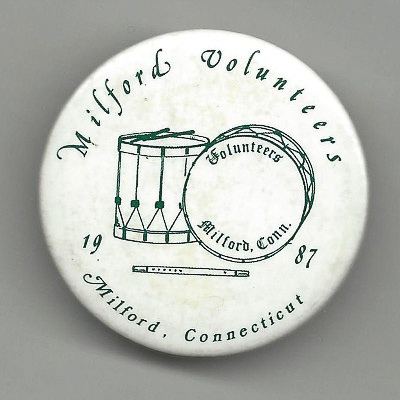 Milford Volunteers
Volunteers
Milford, Conn.
19 87
Milford, Connecticut